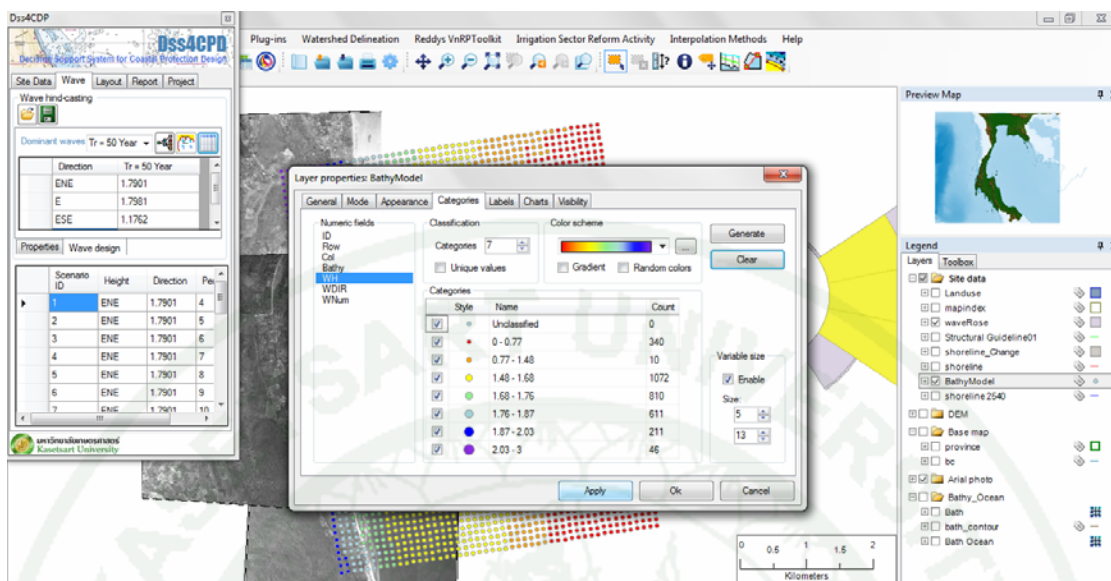 Dss4CDP
Dss4CPD
Decision Support System for Coastal Protection Design
Site Data Wave Layout Report Project
Wave hind-casting
Dominant waves Tr = 50 Year
Direction Tr = 50 Year
ENE 1.7901
E 1.7981
ESE 1.1762
Properties Wave design
Scenario ID Height Direction Pe
1 ENE 1.7901 4
2 ENE 1.7901 5
3 ENE 1.7901 6
4 ENE 1.7901 7
5 ENE 1.7901 8
6 ENE 1.7901 9
7 ENE 1.7901 10
มหาวิทยาลัยเกษตรศาสตร์
Kasetsart University
Plug-ins Watershed Delineation Reddys VnRPToolkit Irrigation Sector Reform Activity Interpolation Methods Help
Layer properties: BathyModel
General Mode Appearance Categories Labels Charts Visibility
Numeric fields
ID
Row
Col
Bathy
WH
WDIR
WNum
Classification
Categories 7
Unique values
Color scheme
...
Gradient Random colors
Generate
Clear
Categories
Style Name Count
Unclassified 0
0 - 0.77 340
0.77 - 1.48 10
1.48 - 1.68 1072
1.68 - 1.76 810
1.76 - 1.87 611
1.87 - 2.03 211
2.03 - 3 46
Variable size
Enable
Size:
5
13
Apply Ok Cancel
0 0.5 1 1.5 2
Kilometers
Preview Map
Legend
Layers Toolbox
Site data
Landuse
mapindex
waveRose
Structural Guideline01
shoreline_Change
shoreline
BathyModel
shoreline 2540
DEM
Base map
province
bc
Arial photo
Bathy_Ocean
Bath
bath_contour
Bath Ocean